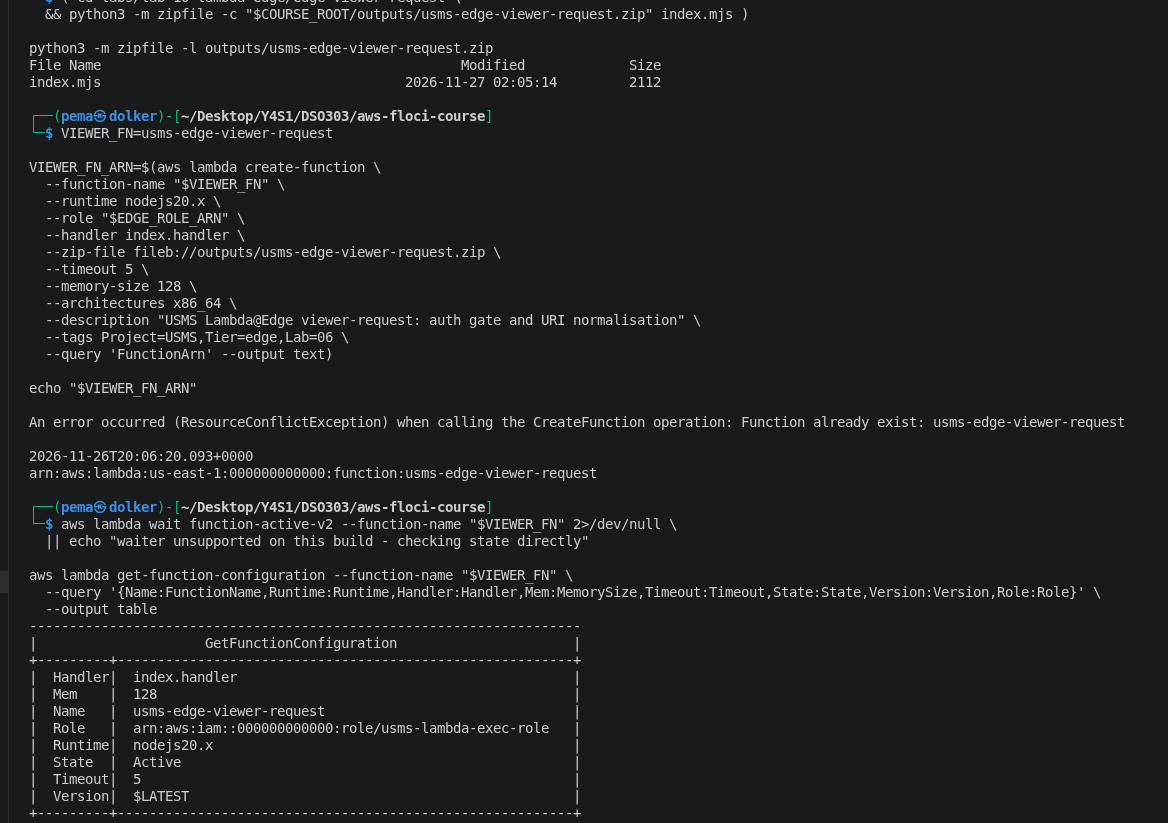 $ ( cd labs/lab-10-lambda-edge/edge-viewer-request \
  && python3 -m zipfile -c "$COURSE_ROOT/outputs/usms-edge-viewer-request.zip" index.mjs )

python3 -m zipfile -l outputs/usms-edge-viewer-request.zip
File Name                                             Modified             Size
index.mjs                                      2026-11-27 02:05:14         2112

┌──(pema㉿dolker)-[~/Desktop/Y4S1/DSO303/aws-floci-course]
└─$ VIEWER_FN=usms-edge-viewer-request

VIEWER_FN_ARN=$(aws lambda create-function \
  --function-name "$VIEWER_FN" \
  --runtime nodejs20.x \
  --role "$EDGE_ROLE_ARN" \
  --handler index.handler \
  --zip-file fileb://outputs/usms-edge-viewer-request.zip \
  --timeout 5 \
  --memory-size 128 \
  --architectures x86_64 \
  --description "USMS Lambda@Edge viewer-request: auth gate and URI normalisation" \
  --tags Project=USMS,Tier=edge,Lab=06 \
  --query 'FunctionArn' --output text)

echo "$VIEWER_FN_ARN"

An error occurred (ResourceConflictException) when calling the CreateFunction operation: Function already exist: usms-edge-viewer-request

2026-11-26T20:06:20.093+0000
arn:aws:lambda:us-east-1:000000000000:function:usms-edge-viewer-request

┌──(pema㉿dolker)-[~/Desktop/Y4S1/DSO303/aws-floci-course]
└─$ aws lambda wait function-active-v2 --function-name "$VIEWER_FN" 2>/dev/null \
  || echo "waiter unsupported on this build - checking state directly"

aws lambda get-function-configuration --function-name "$VIEWER_FN" \
  --query '{Name:FunctionName,Runtime:Runtime,Handler:Handler,Mem:MemorySize,Timeout:Timeout,State:State,Version:Version,Role:Role}' \
  --output table
---------------------------------------------------------------------
|                     GetFunctionConfiguration                      |
+---------+---------------------------------------------------------+
|  Handler|  index.handler                                          |
|  Mem    |  128                                                    |
|  Name   |  usms-edge-viewer-request                               |
|  Role   |  arn:aws:iam::000000000000:role/usms-lambda-exec-role   |
|  Runtime|  nodejs20.x                                             |
|  State  |  Active                                                 |
|  Timeout|  5                                                      |
|  Version|  $LATEST                                                |
+---------+---------------------------------------------------------+